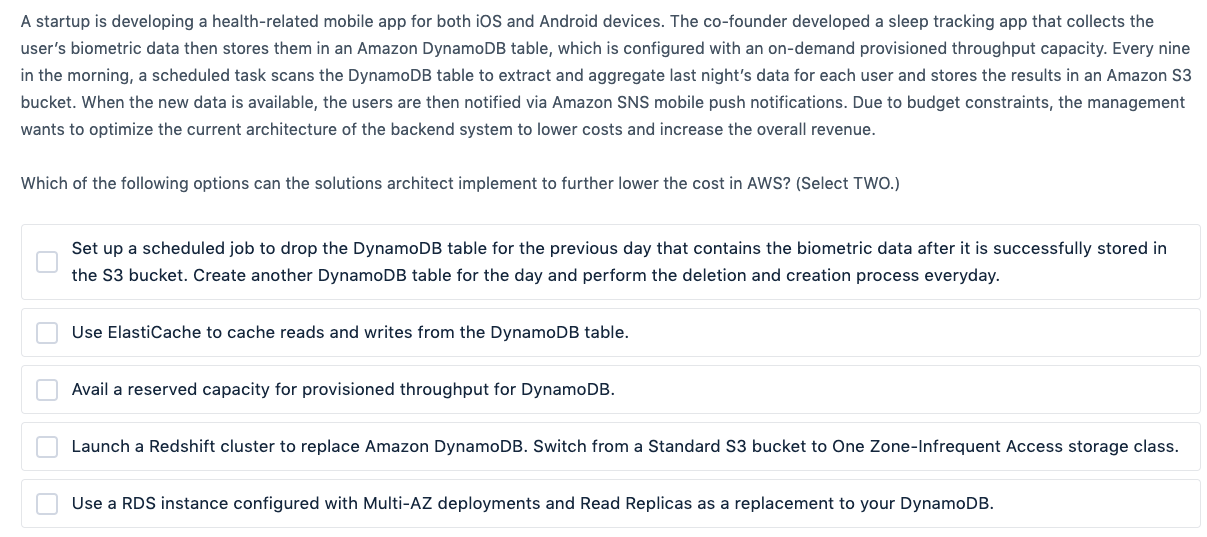 A startup is developing a health-related mobile app for both iOS and Android devices. The co-founder developed a sleep tracking app that collects the
user's biometric data then stores them in an Amazon DynamoDB table, which is configured with an on-demand provisioned throughput capacity. Every nine
in the morning, a scheduled task scans the DynamoDB table to extract and aggregate last night's data for each user and stores the results in an Amazon S3
bucket. When the new data is available, the users are then notified via Amazon SNS mobile push notifications. Due to budget constraints, the management
wants to optimize the current architecture of the backend system to lower costs and increase the overall revenue.
Which of the following options can the solutions architect implement to further lower the cost in AWS? (Select TWO.)
Set up a scheduled job to drop the DynamoDB table for the previous day that contains the biometric data after it is successfully stored in
the S3 bucket. Create another DynamoDB table for the day and perform the deletion and creation process everyday.
Use ElastiCache to cache reads and writes from the DynamoDB table.
Avail a reserved capacity for provisioned throughput for DynamoDB.
Launch a Redshift cluster to replace Amazon DynamoDB. Switch from a Standard S3 bucket to One Zone-Infrequent Access storage class.
Use a RDS instance configured with Multi-AZ deployments and Read Replicas as a replacement to your DynamoDB.